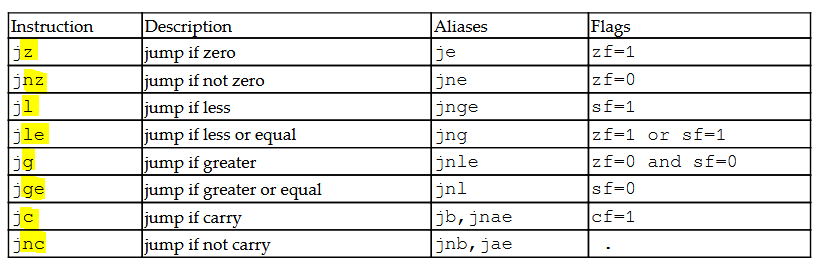 Instruction Description Aliases Flags
jz jump if zero je zf=1
jnz jump if not zero jne zf=0
jl jump if less jnge sf=1
jle jump if less or equal jng zf=1 or sf=1
jg jump if greater jnle zf=0 and sf=0
jge jump if greater or equal jnl sf=0
jc jump if carry jb,jnae cf=1
jnc jump if not carry jnb,jae .